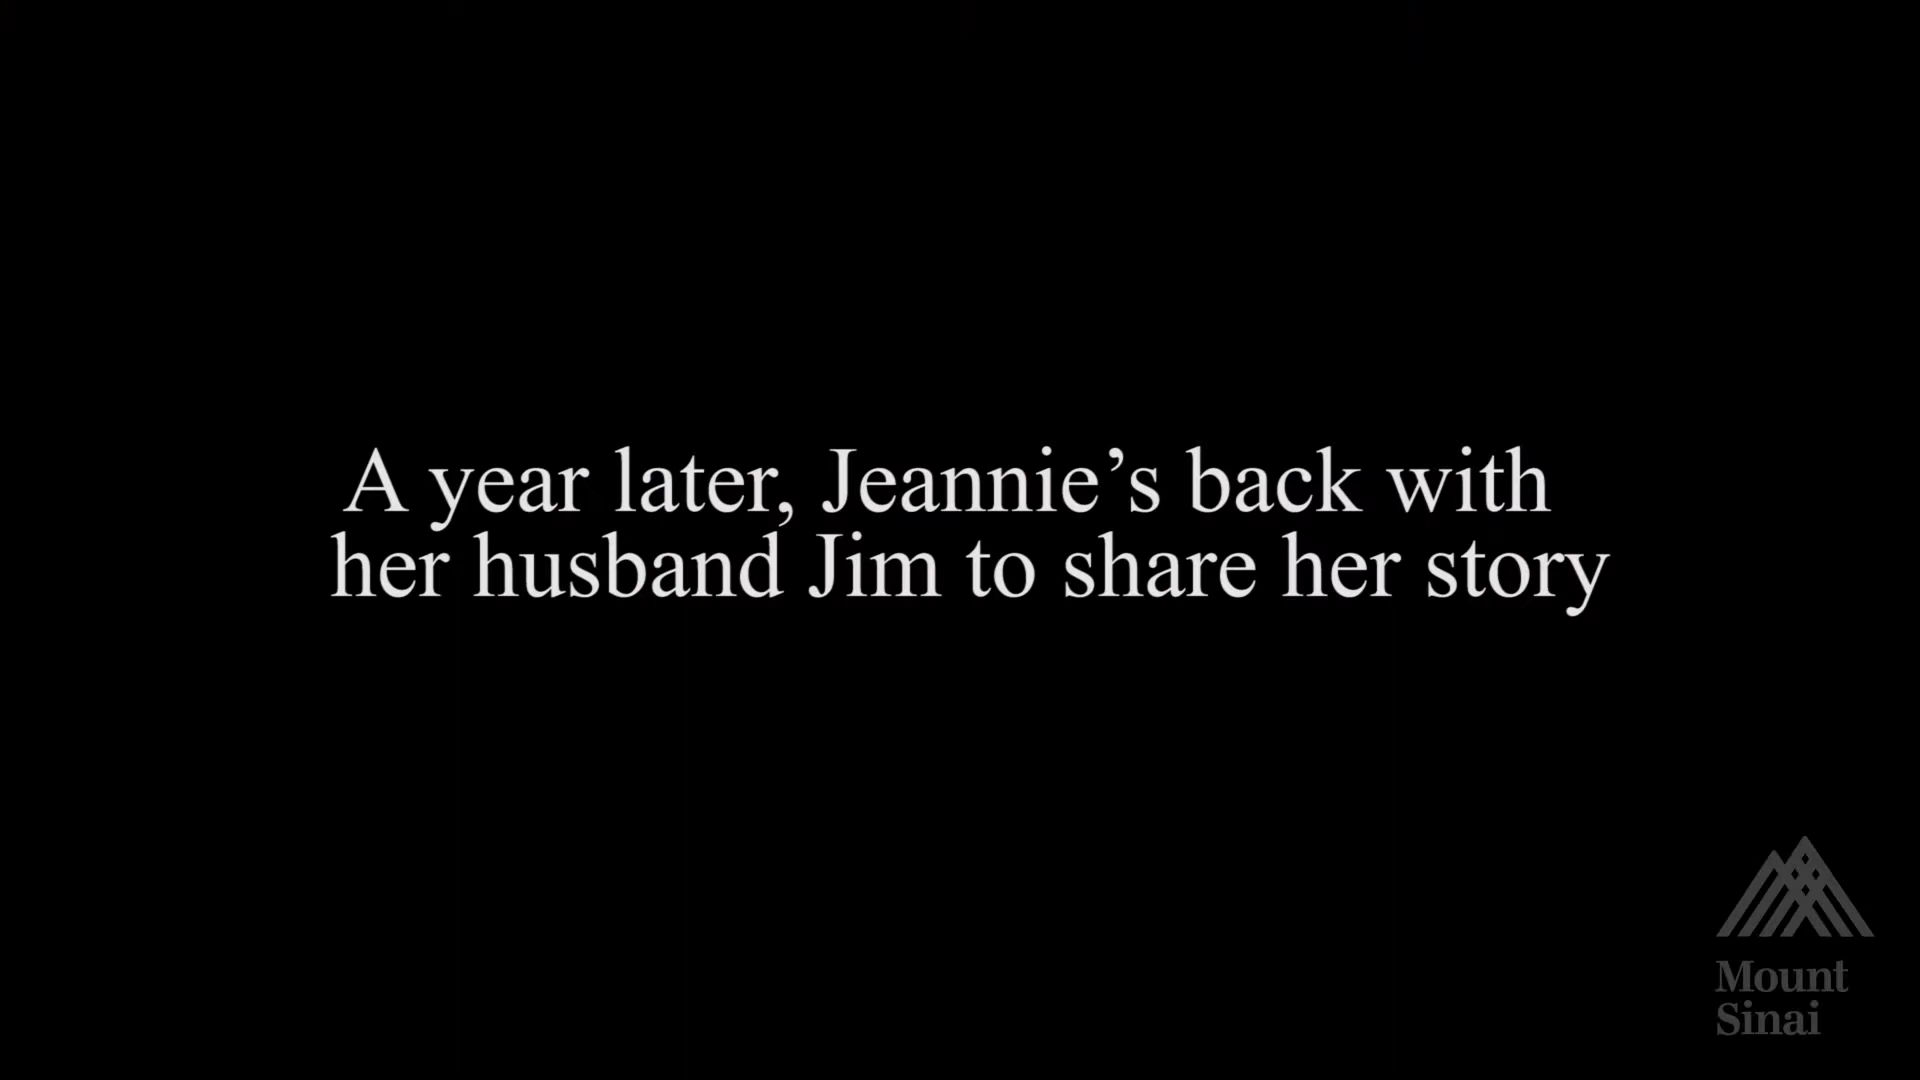 A year later, Jeannie’s back with
her husband Jim to share her story
Mount
Sinai